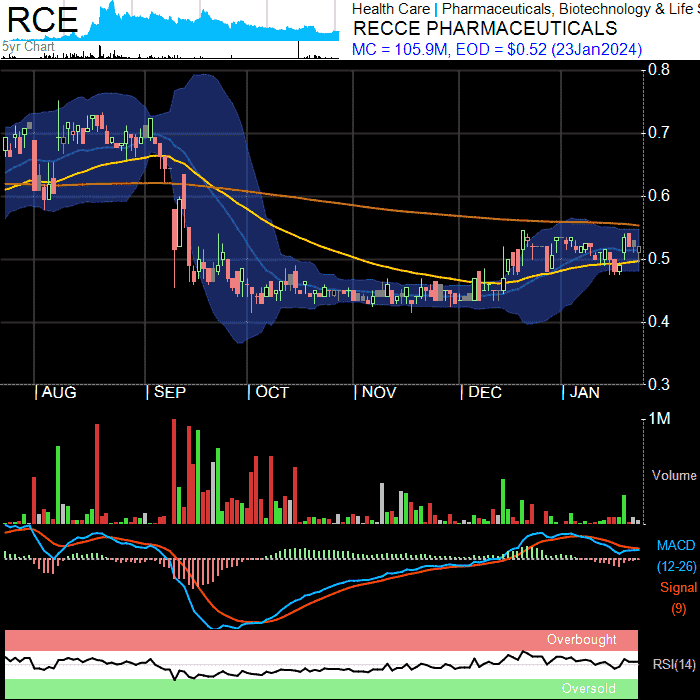 RCE
5yr Chart
Health Care | Pharmaceuticals, Biotechnology & Life S
RECCE PHARMACEUTICALS
MC = 105.9M, EOD = $0.52 (23Jan2024)
0.8
0.7
0.6
0.5
0.4
0.3
| AUG | SEP | OCT | NOV | DEC | JAN
1M
Volume
MACD
(12-26)
Signal
(9)
Overbought
RSI(14)
Oversold